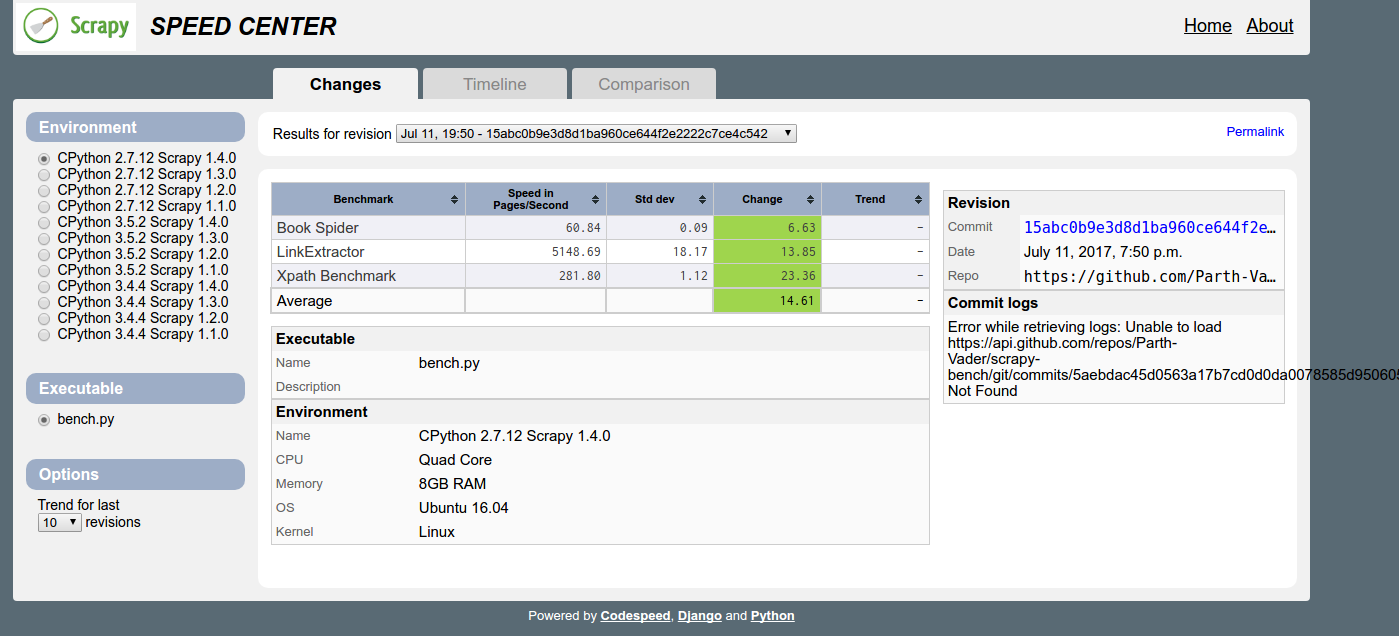 Scrapy SPEED CENTER Home About
Changes Timeline Comparison
Environment
CPython 2.7.12 Scrapy 1.4.0
CPython 2.7.12 Scrapy 1.3.0
CPython 2.7.12 Scrapy 1.2.0
CPython 2.7.12 Scrapy 1.1.0
CPython 3.5.2 Scrapy 1.4.0
CPython 3.5.2 Scrapy 1.3.0
CPython 3.5.2 Scrapy 1.2.0
CPython 3.5.2 Scrapy 1.1.0
CPython 3.4.4 Scrapy 1.4.0
CPython 3.4.4 Scrapy 1.3.0
CPython 3.4.4 Scrapy 1.2.0
CPython 3.4.4 Scrapy 1.1.0
Executable
bench.py
Options
Trend for last
10 revisions
Results for revision Jul 11, 19:50 - 15abc0b9e3d8d1ba960ce644f2e2222c7ce4c542 Permalink
Benchmark Speed in Pages/Second Std dev Change Trend
Book Spider 60.84 0.09 6.63 -
LinkExtractor 5148.69 18.17 13.85 -
Xpath Benchmark 281.80 1.12 23.36 -
Average 14.61 -
Executable
Name bench.py
Description
Environment
Name CPython 2.7.12 Scrapy 1.4.0
CPU Quad Core
Memory 8GB RAM
OS Ubuntu 16.04
Kernel Linux
Revision
Commit 15abc0b9e3d8d1ba960ce644f2e…
Date July 11, 2017, 7:50 p.m.
Repo https://github.com/Parth-Va…
Commit logs
Error while retrieving logs: Unable to load
https://api.github.com/repos/Parth-
Vader/scrapy-
bench/git/commits/5aebdac45d0563a17b7cd0d0da0078585d950605
Not Found
Powered by Codespeed, Django and Python